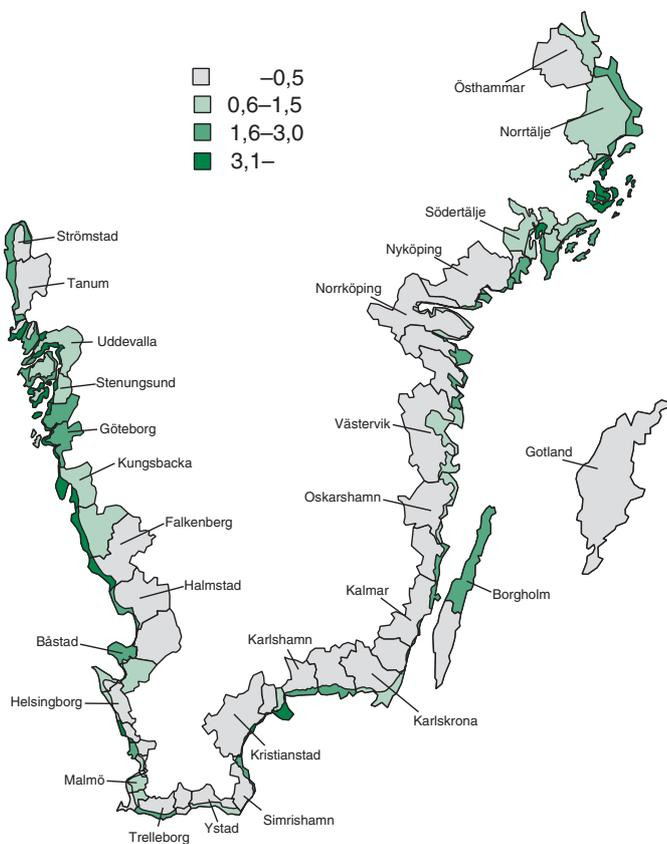 –0,5
0,6–1,5
1,6–3,0
3,1–
Östhammar
Norrtälje
Södertälje
Nyköping
Norrköping
Strömstad
Tanum
Uddevalla
Stenungsund
Göteborg
Västervik
Gotland
Kungsbacka
Oskarshamn
Falkenberg
Halmstad
Kalmar
Borgholm
Båstad
Karlshamn
Helsingborg
Karlskrona
Kristianstad
Malmö
Simrishamn
Ystad
Trelleborg